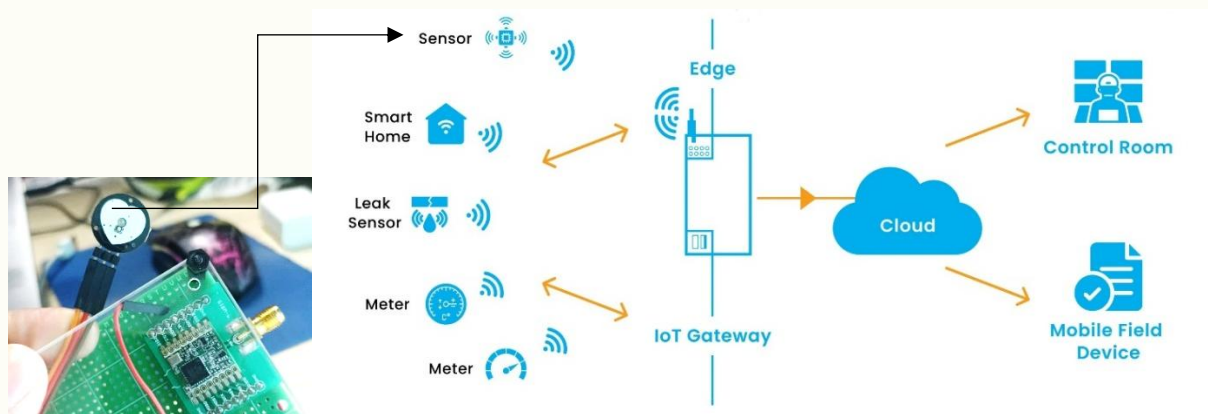 Sensor
Smart
Home
Leak
Sensor
Meter
Meter
Edge
IoT Gateway
Cloud
Control Room
Mobile Field
Device